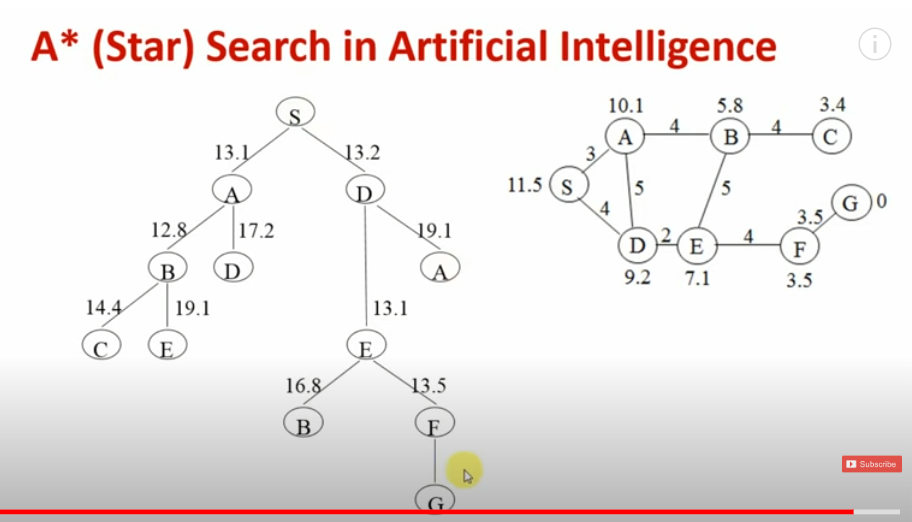 A* (Star) Search in Artificial Intelligence
i
S
13.1 13.2
A D
12.8 17.2 19.1
B D A
14.4 19.1 13.1
C E E
16.8 13.5
B F
G
10.1 5.8 3.4
A 4 B 4 C
3
11.5 S 5 5
4 G 0
3.5
D 2 E 4 F
9.2 7.1 3.5
Subscribe